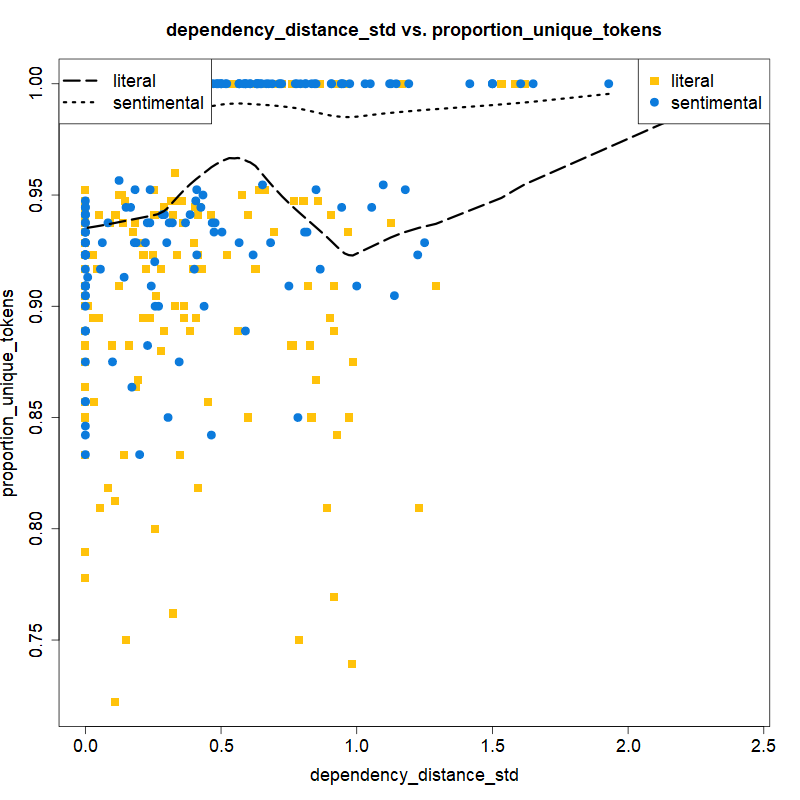 dependency_distance_std vs. proportion_unique_tokens
literal
sentimental
literal
sentimental
1.00
0.95
0.90
0.85
0.80
0.75
proportion_unique_tokens
0.0 0.5 1.0 1.5 2.0 2.5
dependency_distance_std